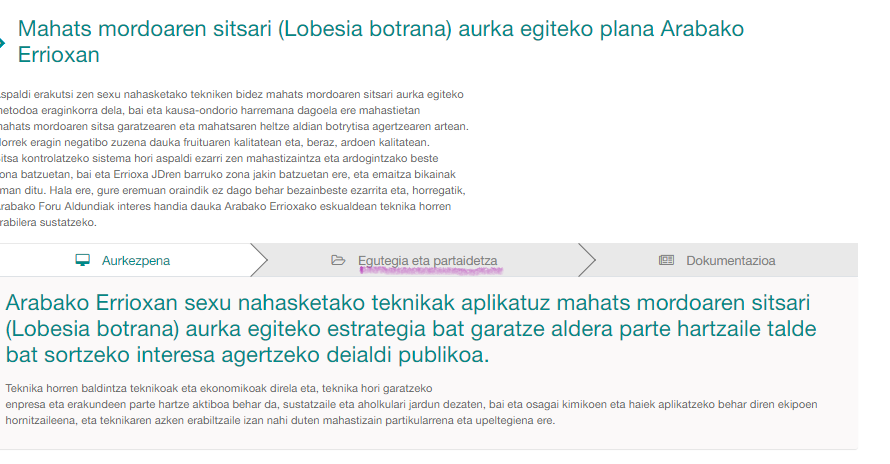 Mahats mordoaren sitsari (Lobesia botrana) aurka egiteko plana Arabako
Errioxan
erakutsi zen sexu nahasketako tekniken bidez mahats mordoaren sitsari aurka egiteko
eraginkorra dela, bai eta kausa-ondorio harremana dagoela ere mahastietan
mordoaren sitsa garatzearen eta mahatsaren heltze aldian botrytisa agertzearen artean.
eragin negatibo zuzena dauka fruituaren kalitatean eta, beraz, ardoen kalitatean.
kontrolatzeko sistema hori aspaldi ezarri zen mahastizaintza eta ardogintzako beste
batzuetan, bai eta Errioxa JDren barruko zona jakin batzuetan ere, eta emaitza bikainak
ditu. Hala ere, gure eremuan oraindik ez dago behar bezainbeste ezarrita eta, horregatik,
Foru Aldundiak interes handia dauka Arabako Errioxako eskualdean teknika horren
sustatzeko.
Aurkezpena Egutegia eta partaidetza Dokumentazioa
Arabako Errioxan sexu nahasketako teknikak aplikatuz mahats mordoaren sitsari
(Lobesia botrana) aurka egiteko estrategia bat garatze aldera parte hartzaile talde
bat sortzeko interesa agertzeko deialdi publikoa.
Teknika horren baldintza teknikoak eta ekonomikoak direla eta, teknika hori garatzeko
enpresa eta erakundeen parte hartze aktiboa behar da, sustatzaile eta aholkulari jardun dezaten, bai eta osagai kimikoen eta haiek aplikatzeko behar diren ekipoen
hornitzaileena, eta teknikaren azken erabiltzaile izan nahi duten mahastizain partikularrena eta upeltegiena ere.